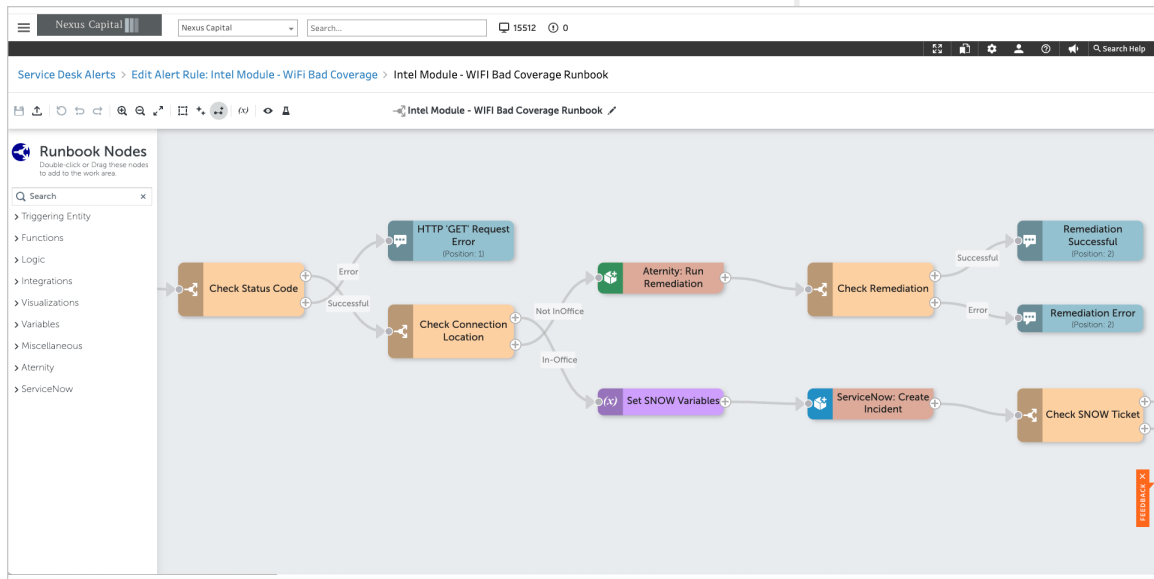 Nexus Capital
Nexus Capital
Search...
15512
0
Search Help
Service Desk Alerts > Edit Alert Rule: Intel Module - WiFi Bad Coverage > Intel Module - WIFI Bad Coverage Runbook
(x)
Intel Module - WIFI Bad Coverage Runbook
Runbook Nodes
Double-click or Drag these nodes
to add to the work area.
Search
x
> Triggering Entity
> Functions
> Logic
> Integrations
> Visualizations
> Variables
> Miscellaneous
> Aternity
> ServiceNow
Check Status Code
Error
Successful
HTTP 'GET' Request
Error
(Position: 1)
Check Connection
Location
Not InOffice
In-Office
Aternity: Run
Remediation
(x)
Set SNOW Variables
Check Remediation
Successful
Error
ServiceNow: Create
Incident
Remediation
Successful
(Position: 2)
Remediation Error
(Position: 2)
Check SNOW Ticket
FEEDBACK X